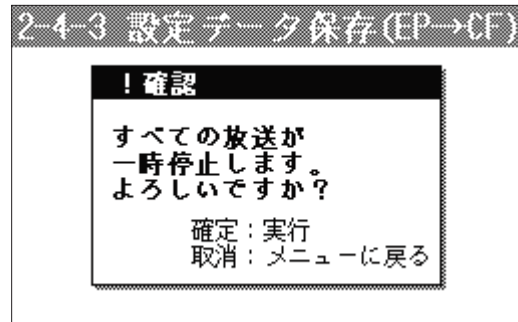 2-4-3 設定データ保存(EP→CF)
！確認
すべての放送が
一時停止します。
よろしいですか？
確定：実行
取消：メニューに戻る